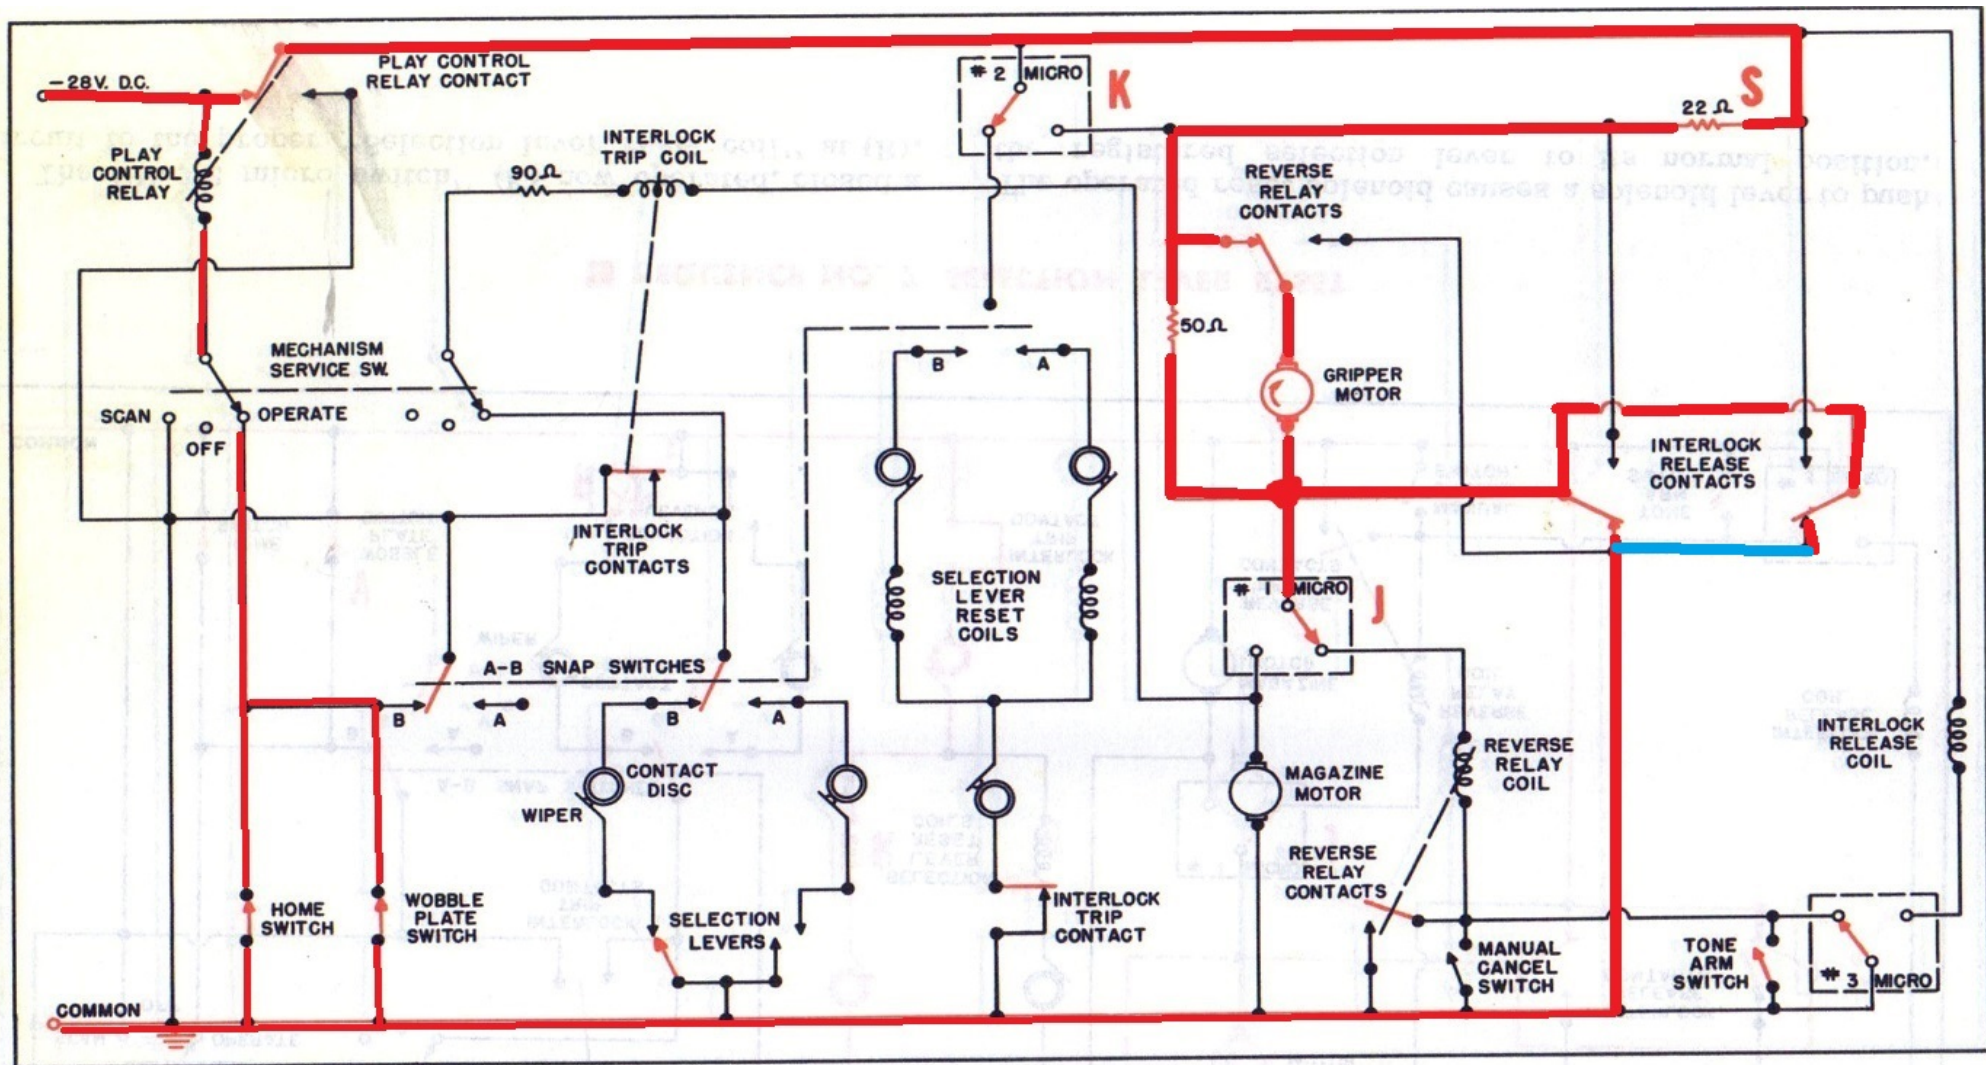 PLAY CONTROL
RELAY CONTACT
-28V. D.C.
# 2 MICRO
K
S
22 Ω
INTERLOCK
TRIP COIL
90Ω
PLAY
CONTROL
RELAY
REVERSE
RELAY
CONTACTS
50Ω
MECHANISM
SERVICE SW.
SCAN
OPERATE
OFF
B
A
GRIPPER
MOTOR
INTERLOCK
RELEASE
CONTACTS
INTERLOCK
TRIP
CONTACTS
SELECTION
LEVER
RESET
COILS
# 1 MICRO
J
A-B SNAP SWITCHES
B
A
B
A
CONTACT
DISC
WIPER
MAGAZINE
MOTOR
REVERSE
RELAY
COIL
INTERLOCK
RELEASE
COIL
HOME
SWITCH
WOBBLE
PLATE
SWITCH
SELECTION
LEVERS
INTERLOCK
TRIP
CONTACT
REVERSE
RELAY
CONTACTS
MANUAL
CANCEL
SWITCH
TONE
ARM
SWITCH
# 3 MICRO
COMMON